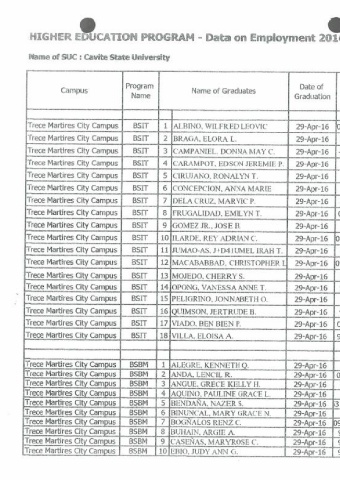 HIGHER EDUCATION PROGRAM - Data on Employment 201
Name of SUC : Cavite State University
Campus Program Name Name of Graduates Date of Graduation
Trece Martires City Campus BSIT 1 ALBINO, WILFRED LEOVIC 29-Apr-16
Trece Martires City Campus BSIT 2 BRAGA, ELORA L. 29-Apr-16
Trece Martires City Campus BSIT 3 CAMPANIEL, DONNA MAY C. 29-Apr-16
Trece Martires City Campus BSIT 4 CARAMPOT, EDSON JEREMIE P. 29-Apr-16
Trece Martires City Campus BSIT 5 CIRUJANO, RONALYN T. 29-Apr-16
Trece Martires City Campus BSIT 6 CONCEPCION, ANNA MARIE 29-Apr-16
Trece Martires City Campus BSIT 7 DELA CRUZ, MARVIC P. 29-Apr-16
Trece Martires City Campus BSIT 8 FRUGALIDAD, EMILYN T. 29-Apr-16
Trece Martires City Campus BSIT 9 GOMEZ JR., JOSE B. 29-Apr-16
Trece Martires City Campus BSIT 10 ILARDE, REY ADRIAN C. 29-Apr-16
Trece Martires City Campus BSIT 11 JUMAO-AS, T. 29-Apr-16
Trece Martires City Campus BSIT 12 MACABABBAD, CHRISTOPHER 29-Apr-16
Trece Martires City Campus BSIT 13 MOJEDO, CHERRY S. 29-Apr-16
Trece Martires City Campus BSIT 14 OPONG, VANESSA ANNE T. 29-Apr-16
Trece Martires City Campus BSIT 15 PELIGRINO, JONNABETH O. 29-Apr-16
Trece Martires City Campus BSIT 16 QUIMSON, JERTRUDE B. 29-Apr-16
Trece Martires City Campus BSIT 17 VIADO, BEN BIEN F. 29-Apr-16
Trece Martires City Campus BSIT 18 VILLA, ELOISA A. 29-Apr-16
Trece Martires City Campus BSBM 1 ALEGRE, KENNETH Q. 29-Apr-16
Trece Martires City Campus BSBM 2 ANDA, LENCIL R. 29-Apr-16
Trece Martires City Campus BSBM 3 ANGUE, GRECE KELLY H. 29-Apr-16
Trece Martires City Campus BSBM 4 AQUINO, PAULINE GRACE L. 29-Apr-16
Trece Martires City Campus BSBM 5 BENDAÑA, NAZER S. 29-Apr-16
Trece Martires City Campus BSBM 6 BINUNCAL, MARY GRACE N. 29-Apr-16
Trece Martires City Campus BSBM 7 BOGÑALOS RENZ C. 29-Apr-16
Trece Martires City Campus BSBM 8 BUHAIN, ARGIE A. 29-Apr-16
Trece Martires City Campus BSBM 9 CASEÑAS, MARYROSE C. 29-Apr-16
Trece Martires City Campus BSBM 10 EBIO, JUDY ANN G. 29-Apr-16